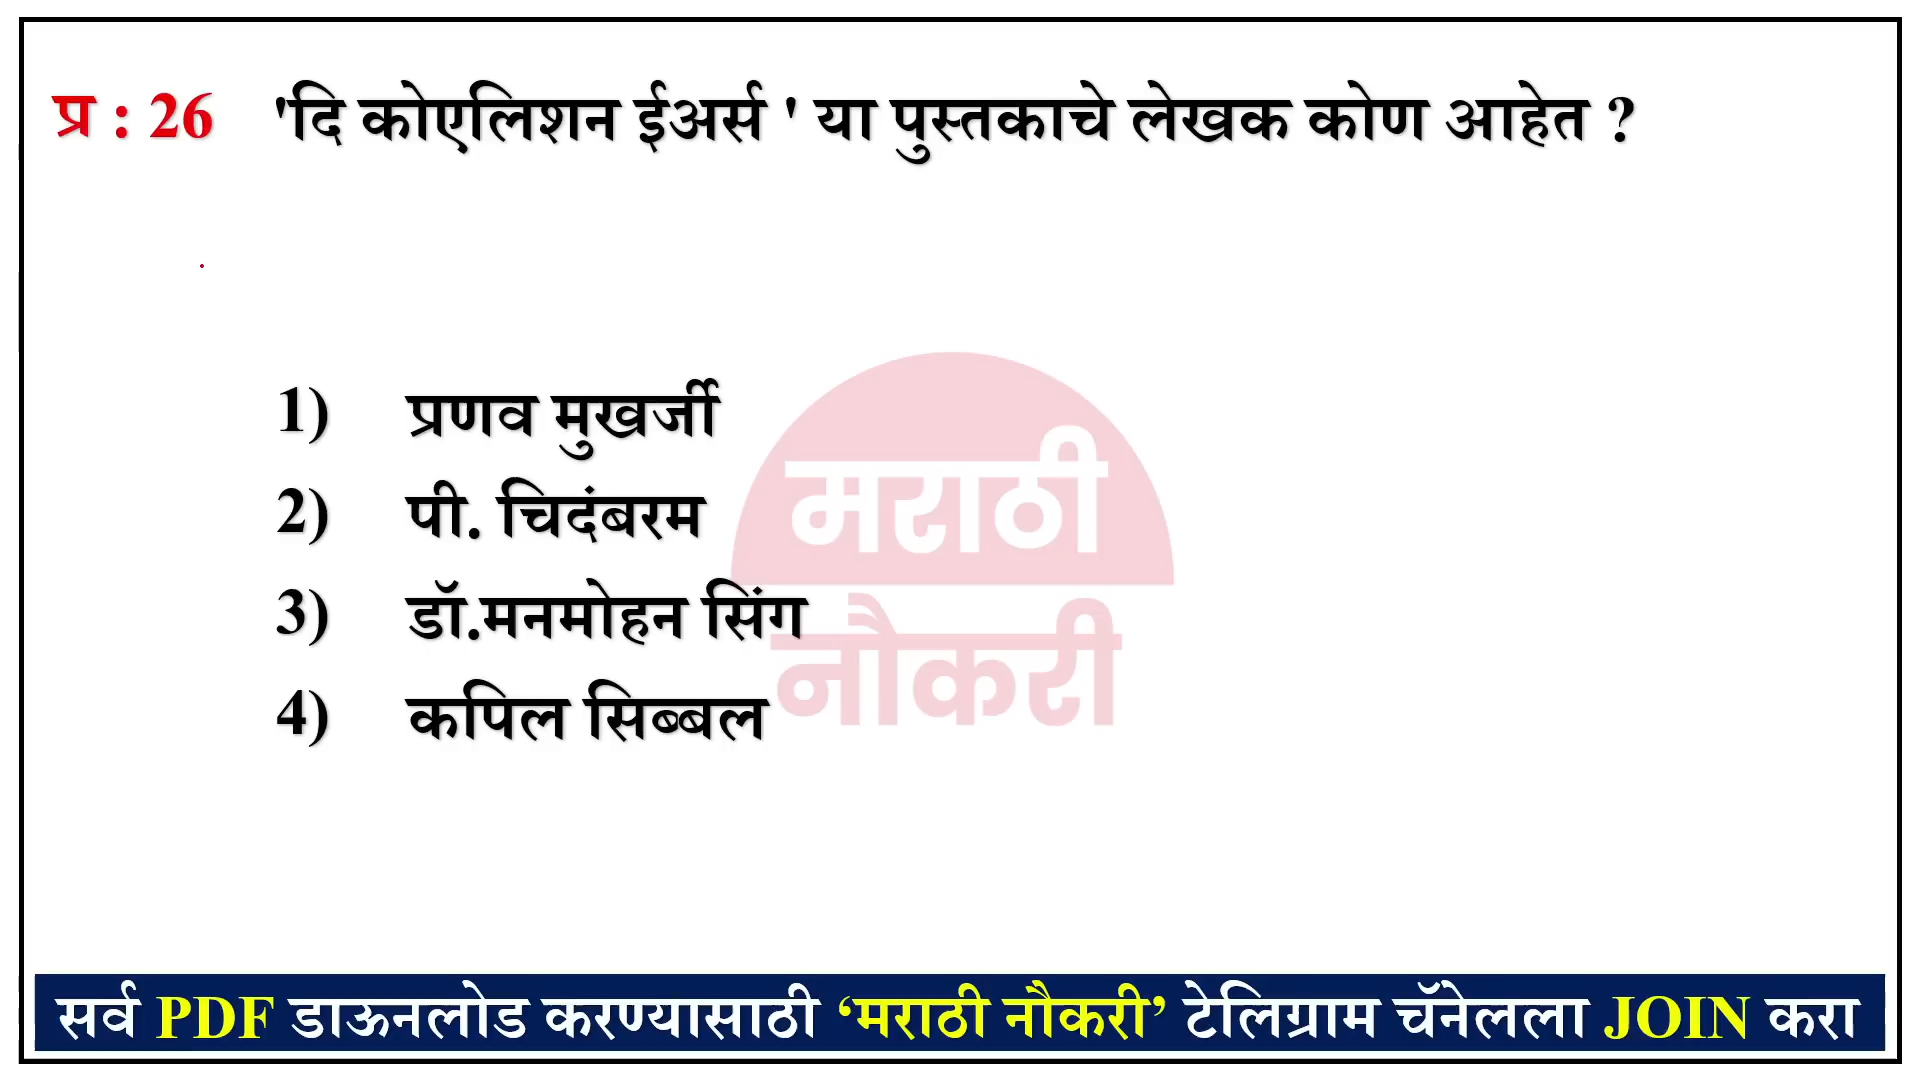 प्र : 26 'दि कोएलिशन ईअर्स ' या पुस्तकाचे लेखक कोण आहेत ?
1) प्रणव मुखर्जी
2) पी. चिदंबरम
3) डॉ.मनमोहन सिंग
4) कपिल सिब्बल
मराठी
नौकरी
सर्व PDF डाऊनलोड करण्यासाठी ‘मराठी नौकरी’ टेलिग्राम चॅनेलला JOIN करा